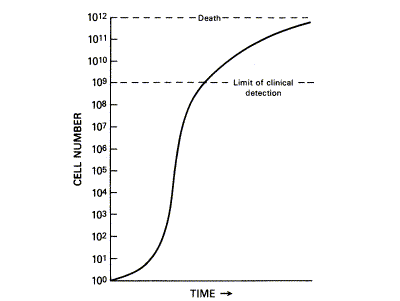 10¹²
Death
10¹¹
10¹⁰
10⁹
Limit of clinical
detection
10⁸
10⁷
10⁶
10⁵
10⁴
10³
10²
10¹
10⁰
CELL NUMBER
TIME →